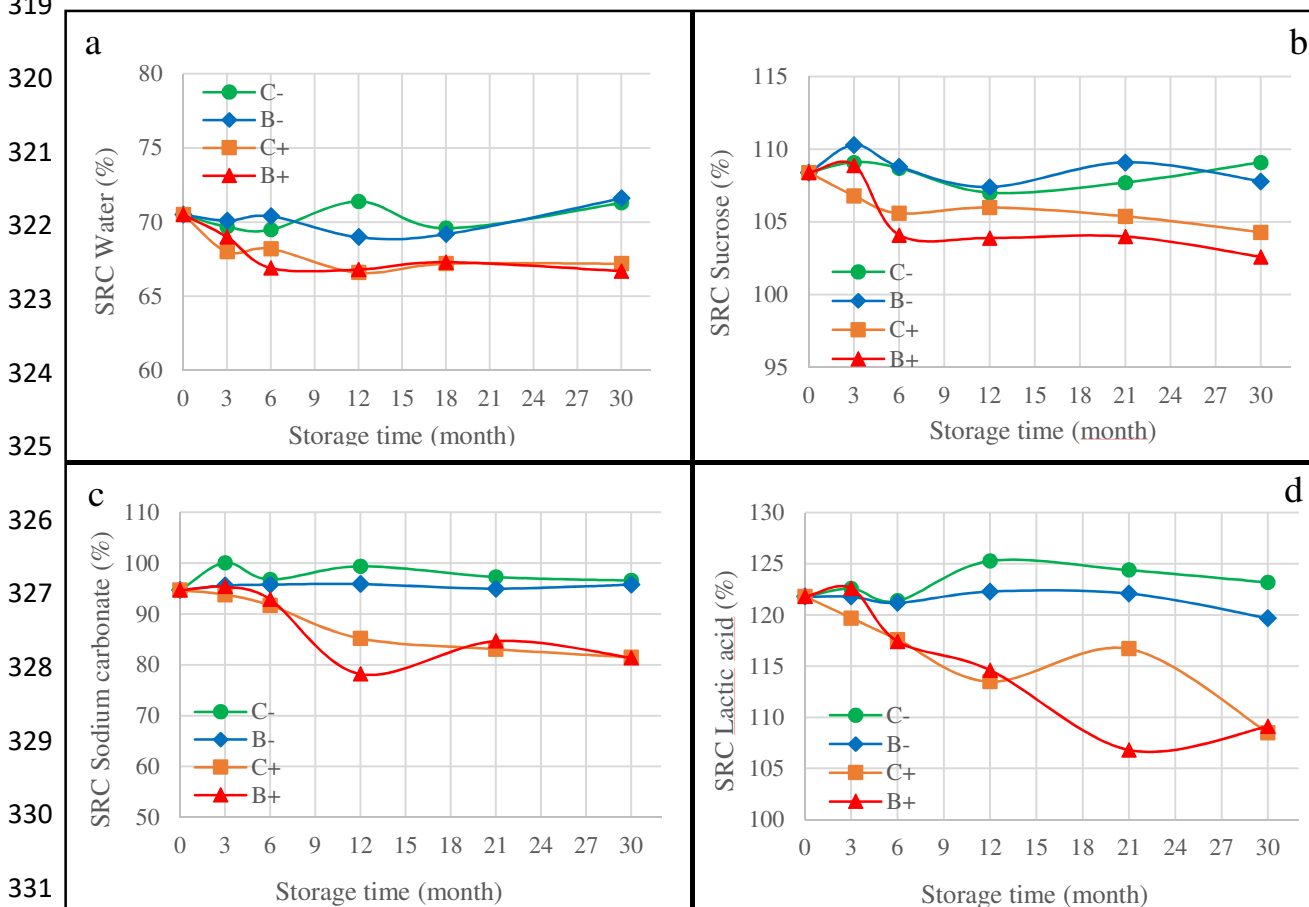 319
320
321
322
323
324
325
326
327
328
329
330
331
a
SRC Water (%)
80
75
70
65
60
C-
B-
C+
B+
0 3 6 9 12 15 18 21 24 27 30
Storage time (month)
b
SRC Sucrose (%)
115
110
105
100
95
C-
B-
C+
B+
0 3 6 9 12 15 18 21 24 27 30
Storage time (month)
c
SRC Sodium carbonate (%)
110
100
90
80
70
60
50
C-
B-
C+
B+
0 3 6 9 12 15 18 21 24 27 30
Storage time (month)
d
SRC Lactic acid (%)
130
125
120
115
110
105
100
C-
B-
C+
B+
0 3 6 9 12 15 18 21 24 27 30
Storage time (month)